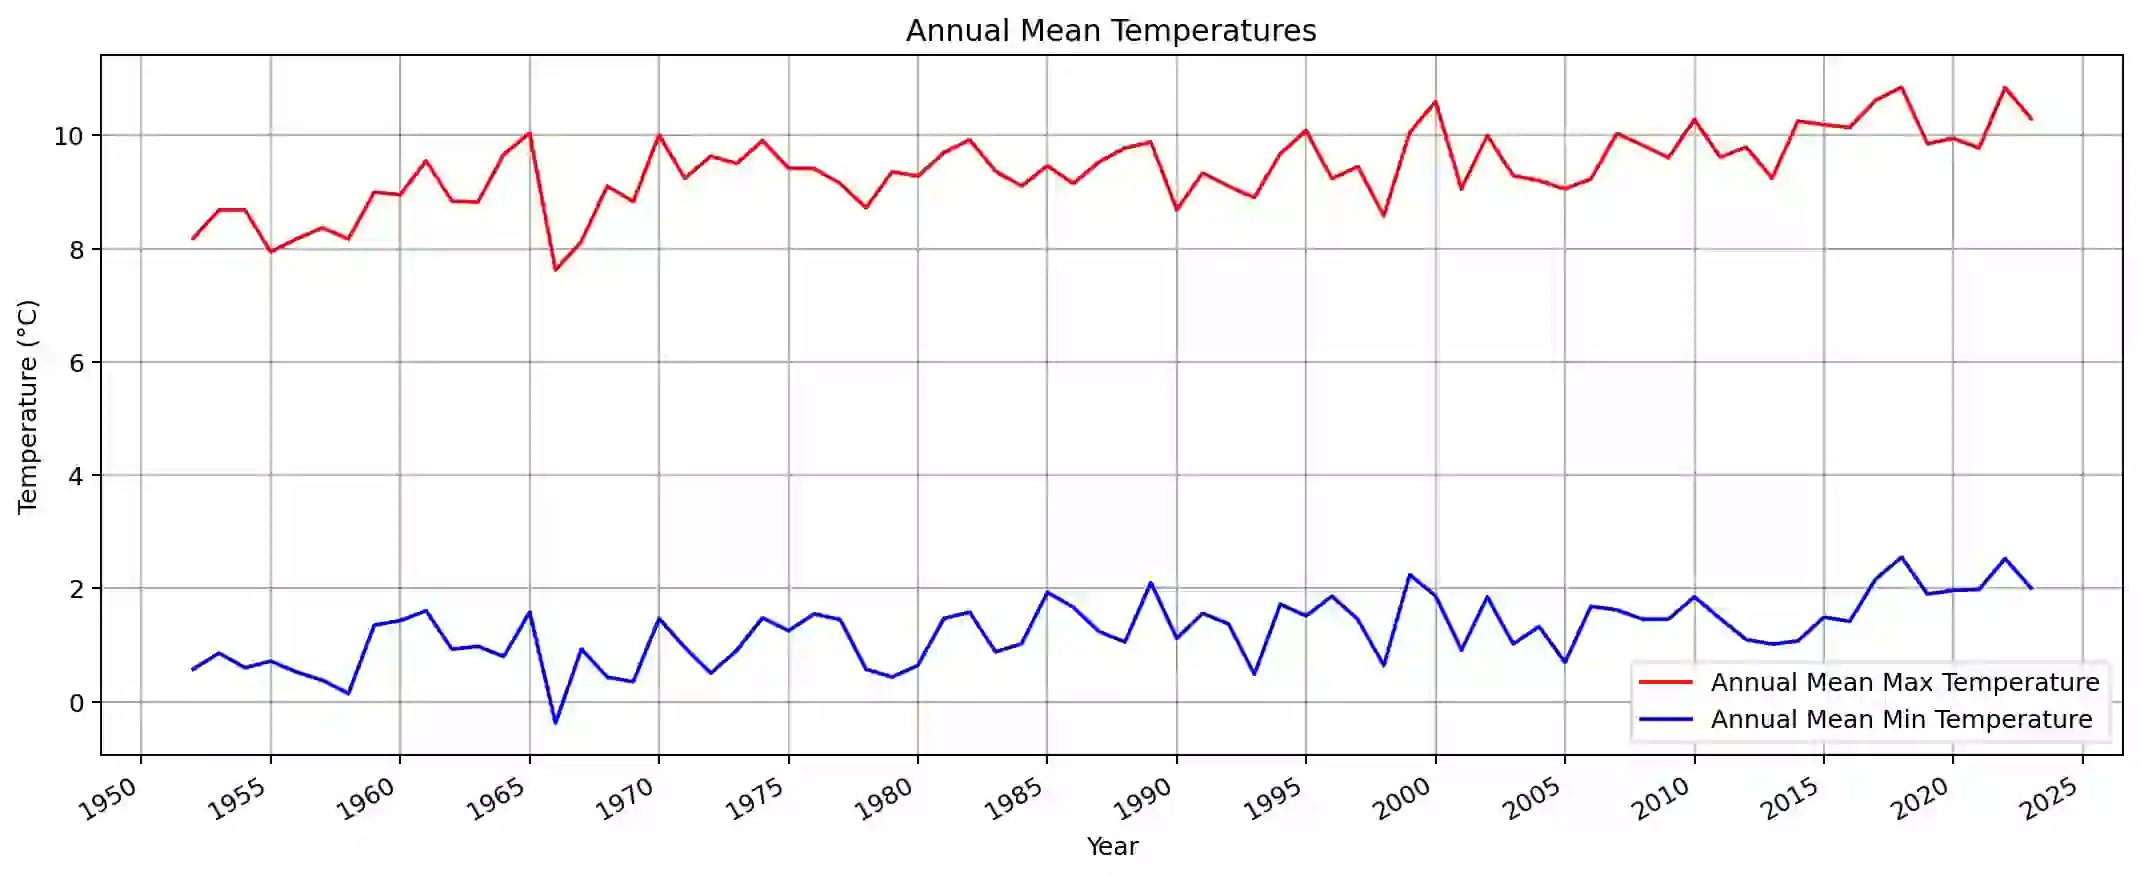 Annual Mean Temperatures
Temperature (°C)
10
8
6
4
2
0
1950 1955 1960 1965 1970 1975 1980 1985 1990 1995 2000 2005 2010 2015 2020 2025
Year
Annual Mean Max Temperature
Annual Mean Min Temperature